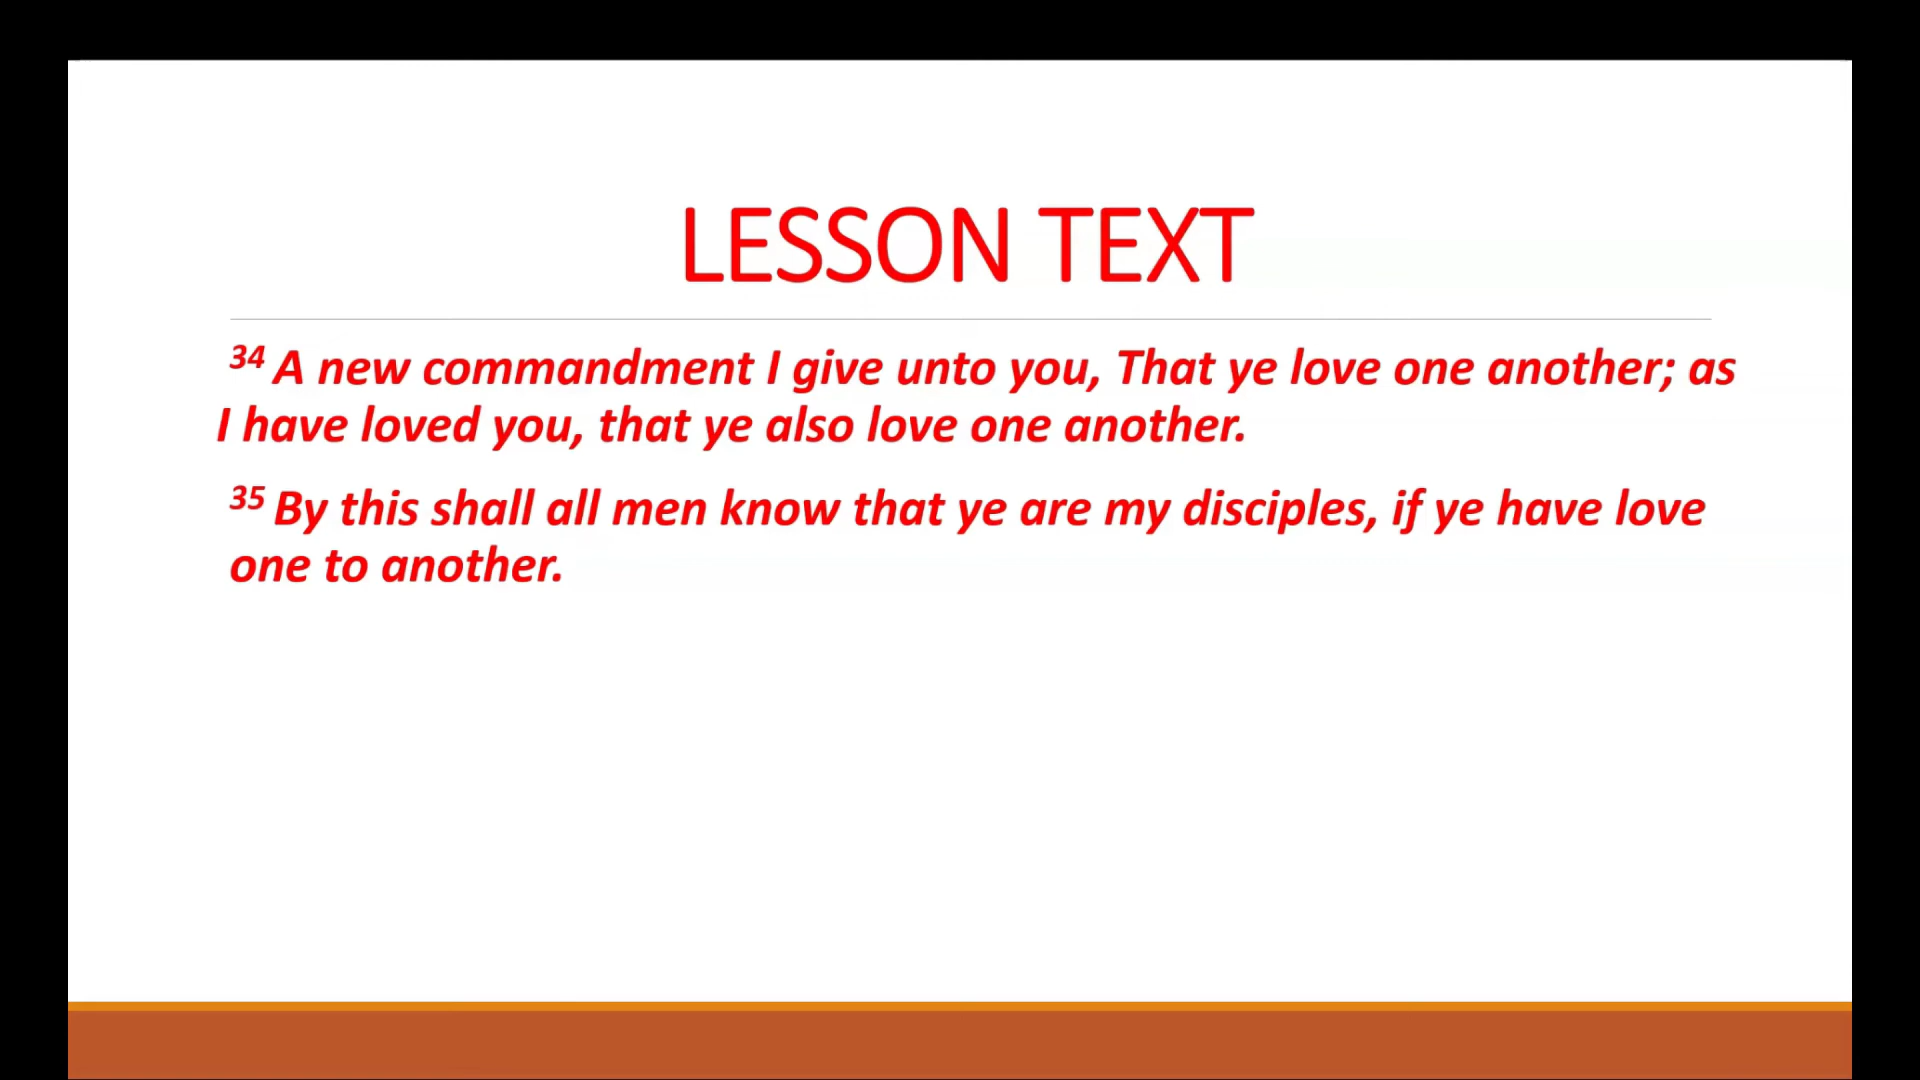 LESSON TEXT
34 A new commandment I give unto you, That ye love one another; as
I have loved you, that ye also love one another.
35 By this shall all men know that ye are my disciples, if ye have love
one to another.